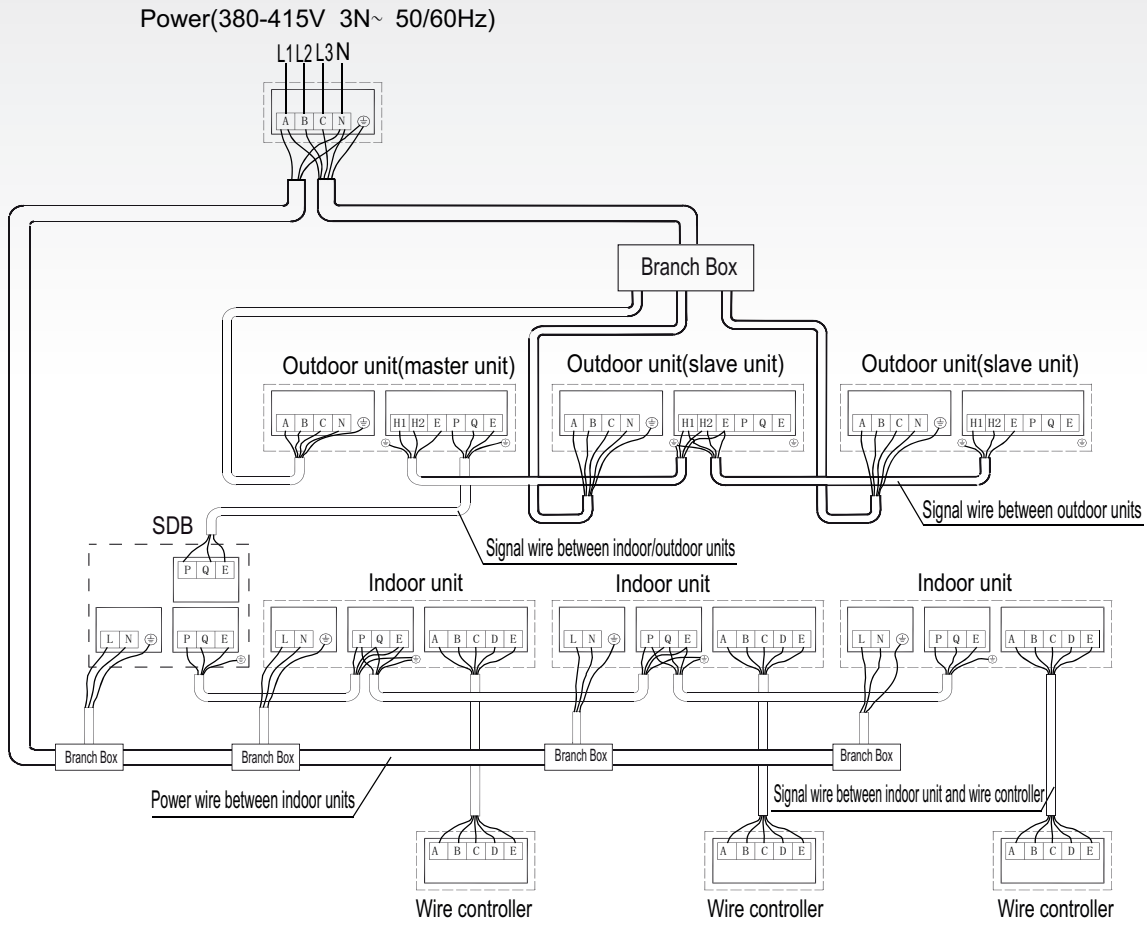 Power(380-415V 3N~ 50/60Hz)
L1 L2 L3 N
A B C N
Branch Box
Outdoor unit(master unit)
Outdoor unit(slave unit)
Outdoor unit(slave unit)
A B C N
H1 H2 E P Q E
A B C N
H1 H2 E P Q E
A B C N
H1 H2 E P Q E
Signal wire between outdoor units
SDB
Signal wire between indoor/outdoor units
P Q E
Indoor unit
Indoor unit
Indoor unit
L N
P Q E
L N
P Q E
A B C D E
L N
P Q E
A B C D E
L N
P Q E
A B C D E
Branch Box
Branch Box
Branch Box
Branch Box
Power wire between indoor units
Signal wire between indoor unit and wire controller
A B C D E
A B C D E
A B C D E
Wire controller
Wire controller
Wire controller